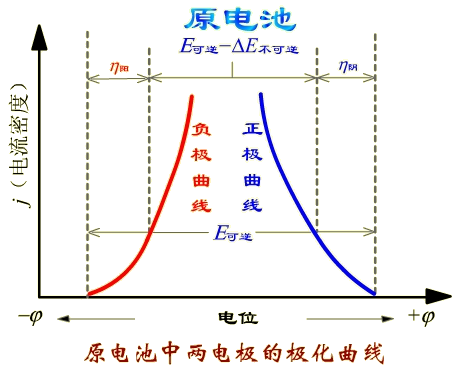 原电池
E可逆−ΔE不可逆
η阳
η阴
j（电流密度）
负极曲线
正极曲线
E可逆
−φ
电位
+φ
原电池中两电极的极化曲线